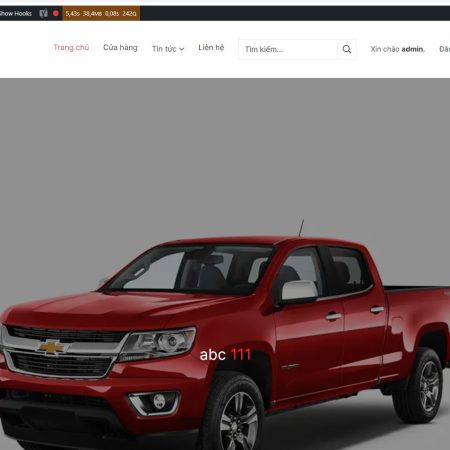 Show Hooks 5,43s 38,4MB 0,08s 242Q
Trang chủ Cửa hàng Tin tức Liên hệ Tìm kiếm... Xin chào admin.
abc 111